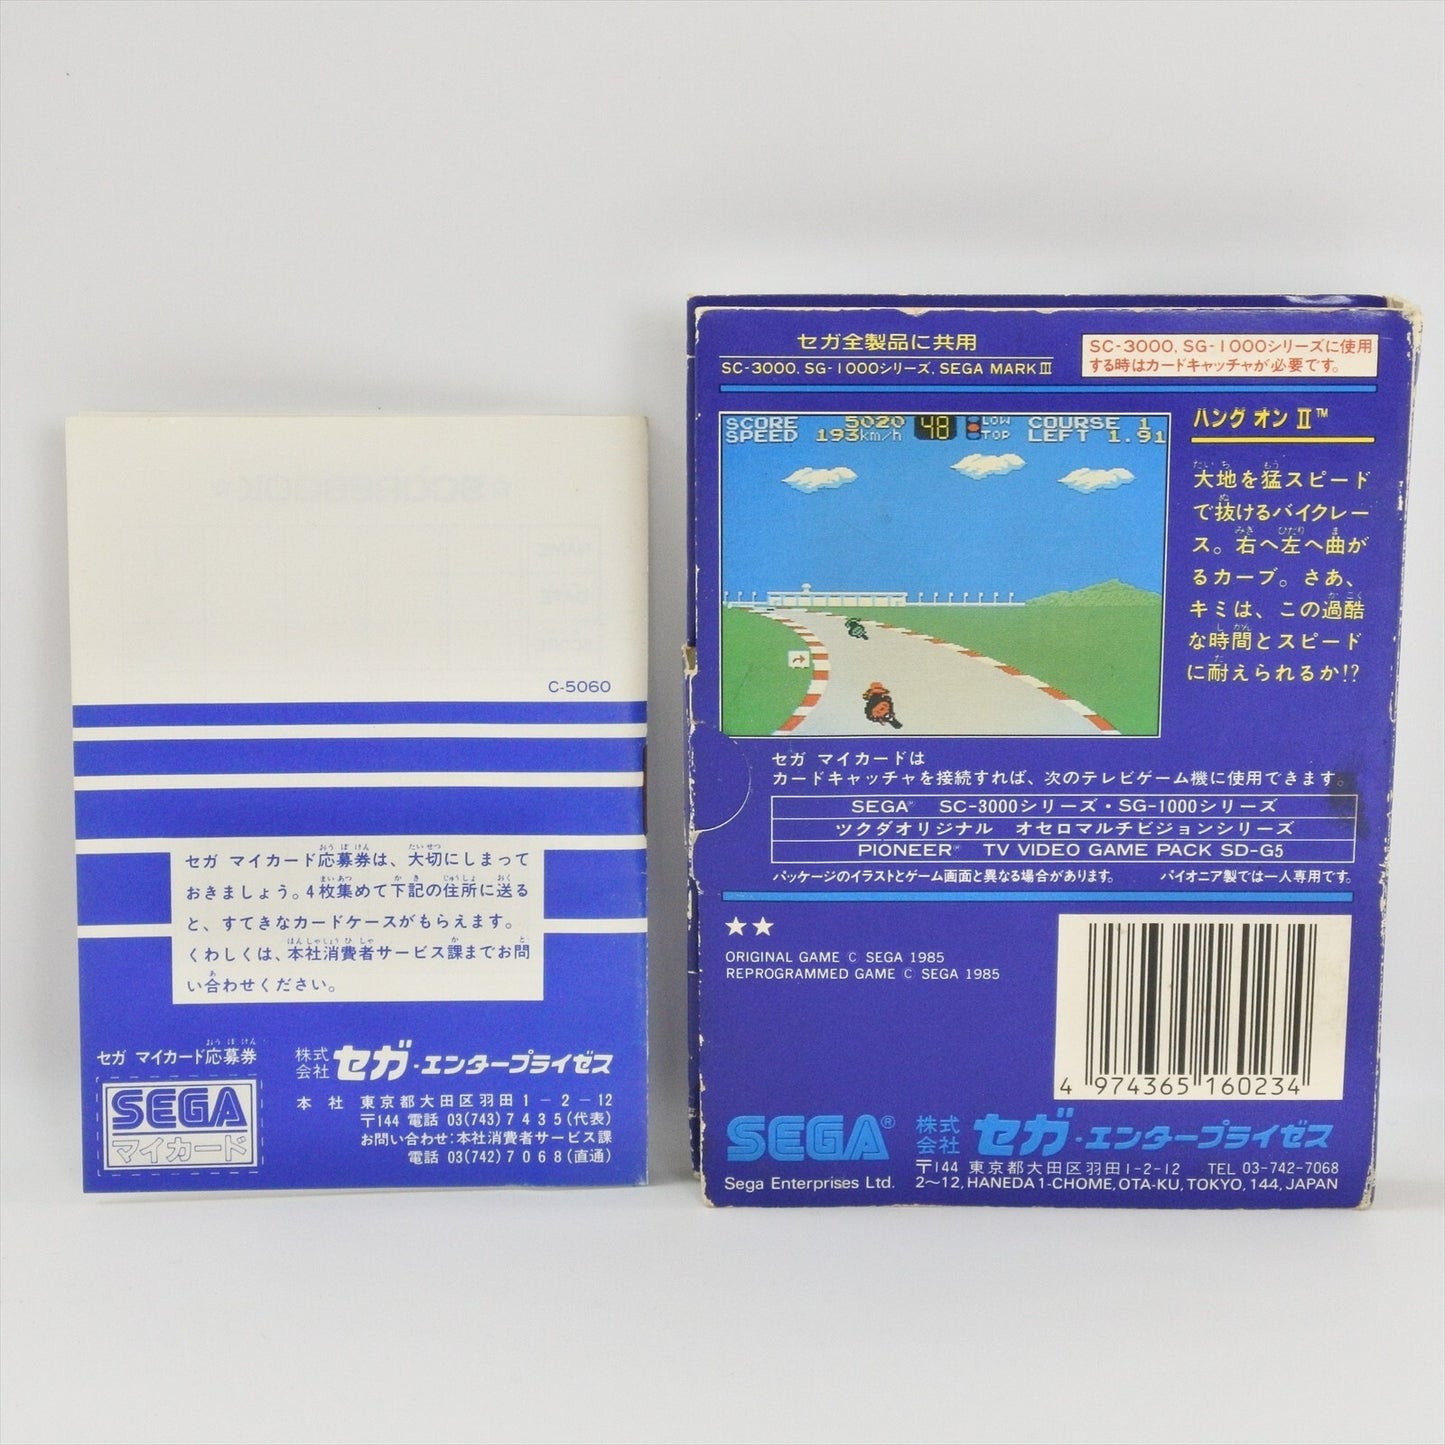 C-5060
セガ マイカード応募券は、大切にしまって
おきましょう。4枚集めて下記の住所に送る
と、すてきなカードケースがもらえます。
くわしくは、本社消費者サービス課までお問
い合わせください。
セガ マイカード応募券
SEGA
マイカード
株式会社 セガ・エンタープライゼス
本 社 東京都大田区羽田1-2-12
〒144 電話 03(743)7435(代表)
お問い合わせ:本社消費者サービス課
電話 03(742)7068(直通)
セガ全製品に共用
SC-3000, SG-1000シリーズ, SEGA MARKⅢ
SC-3000, SG-1000シリーズに使用
する時はカードキャッチャが必要です。
SCORE 5020 48 LOW COURSE 1
SPEED 193km/h TOP LEFT 1.91
ハング オンⅡ™
大地を猛スピード
で抜けるバイクレー
ス。右へ左へ曲が
るカーブ。さあ、
キミは、この過酷
な時間とスピード
に耐えられるか!?
セガ マイカードは
カードキャッチャを接続すれば、次のテレビゲーム機に使用できます。
SEGA® SC-3000シリーズ・SG-1000シリーズ
ツクダオリジナル オセロマルチビジョンシリーズ
PIONEER® TV VIDEO GAME PACK SD-G5
パッケージのイラストとゲーム画面と異なる場合があります。 パイオニア製では一人専用です。
★★
ORIGINAL GAME © SEGA 1985
REPROGRAMMED GAME © SEGA 1985
4 974365 160234
SEGA® 株式会社 セガ・エンタープライゼス
〒144 東京都大田区羽田1-2-12 TEL 03-742-7068
Sega Enterprises Ltd. 2〜12, HANEDA 1-CHOME, OTA-KU, TOKYO, 144, JAPAN